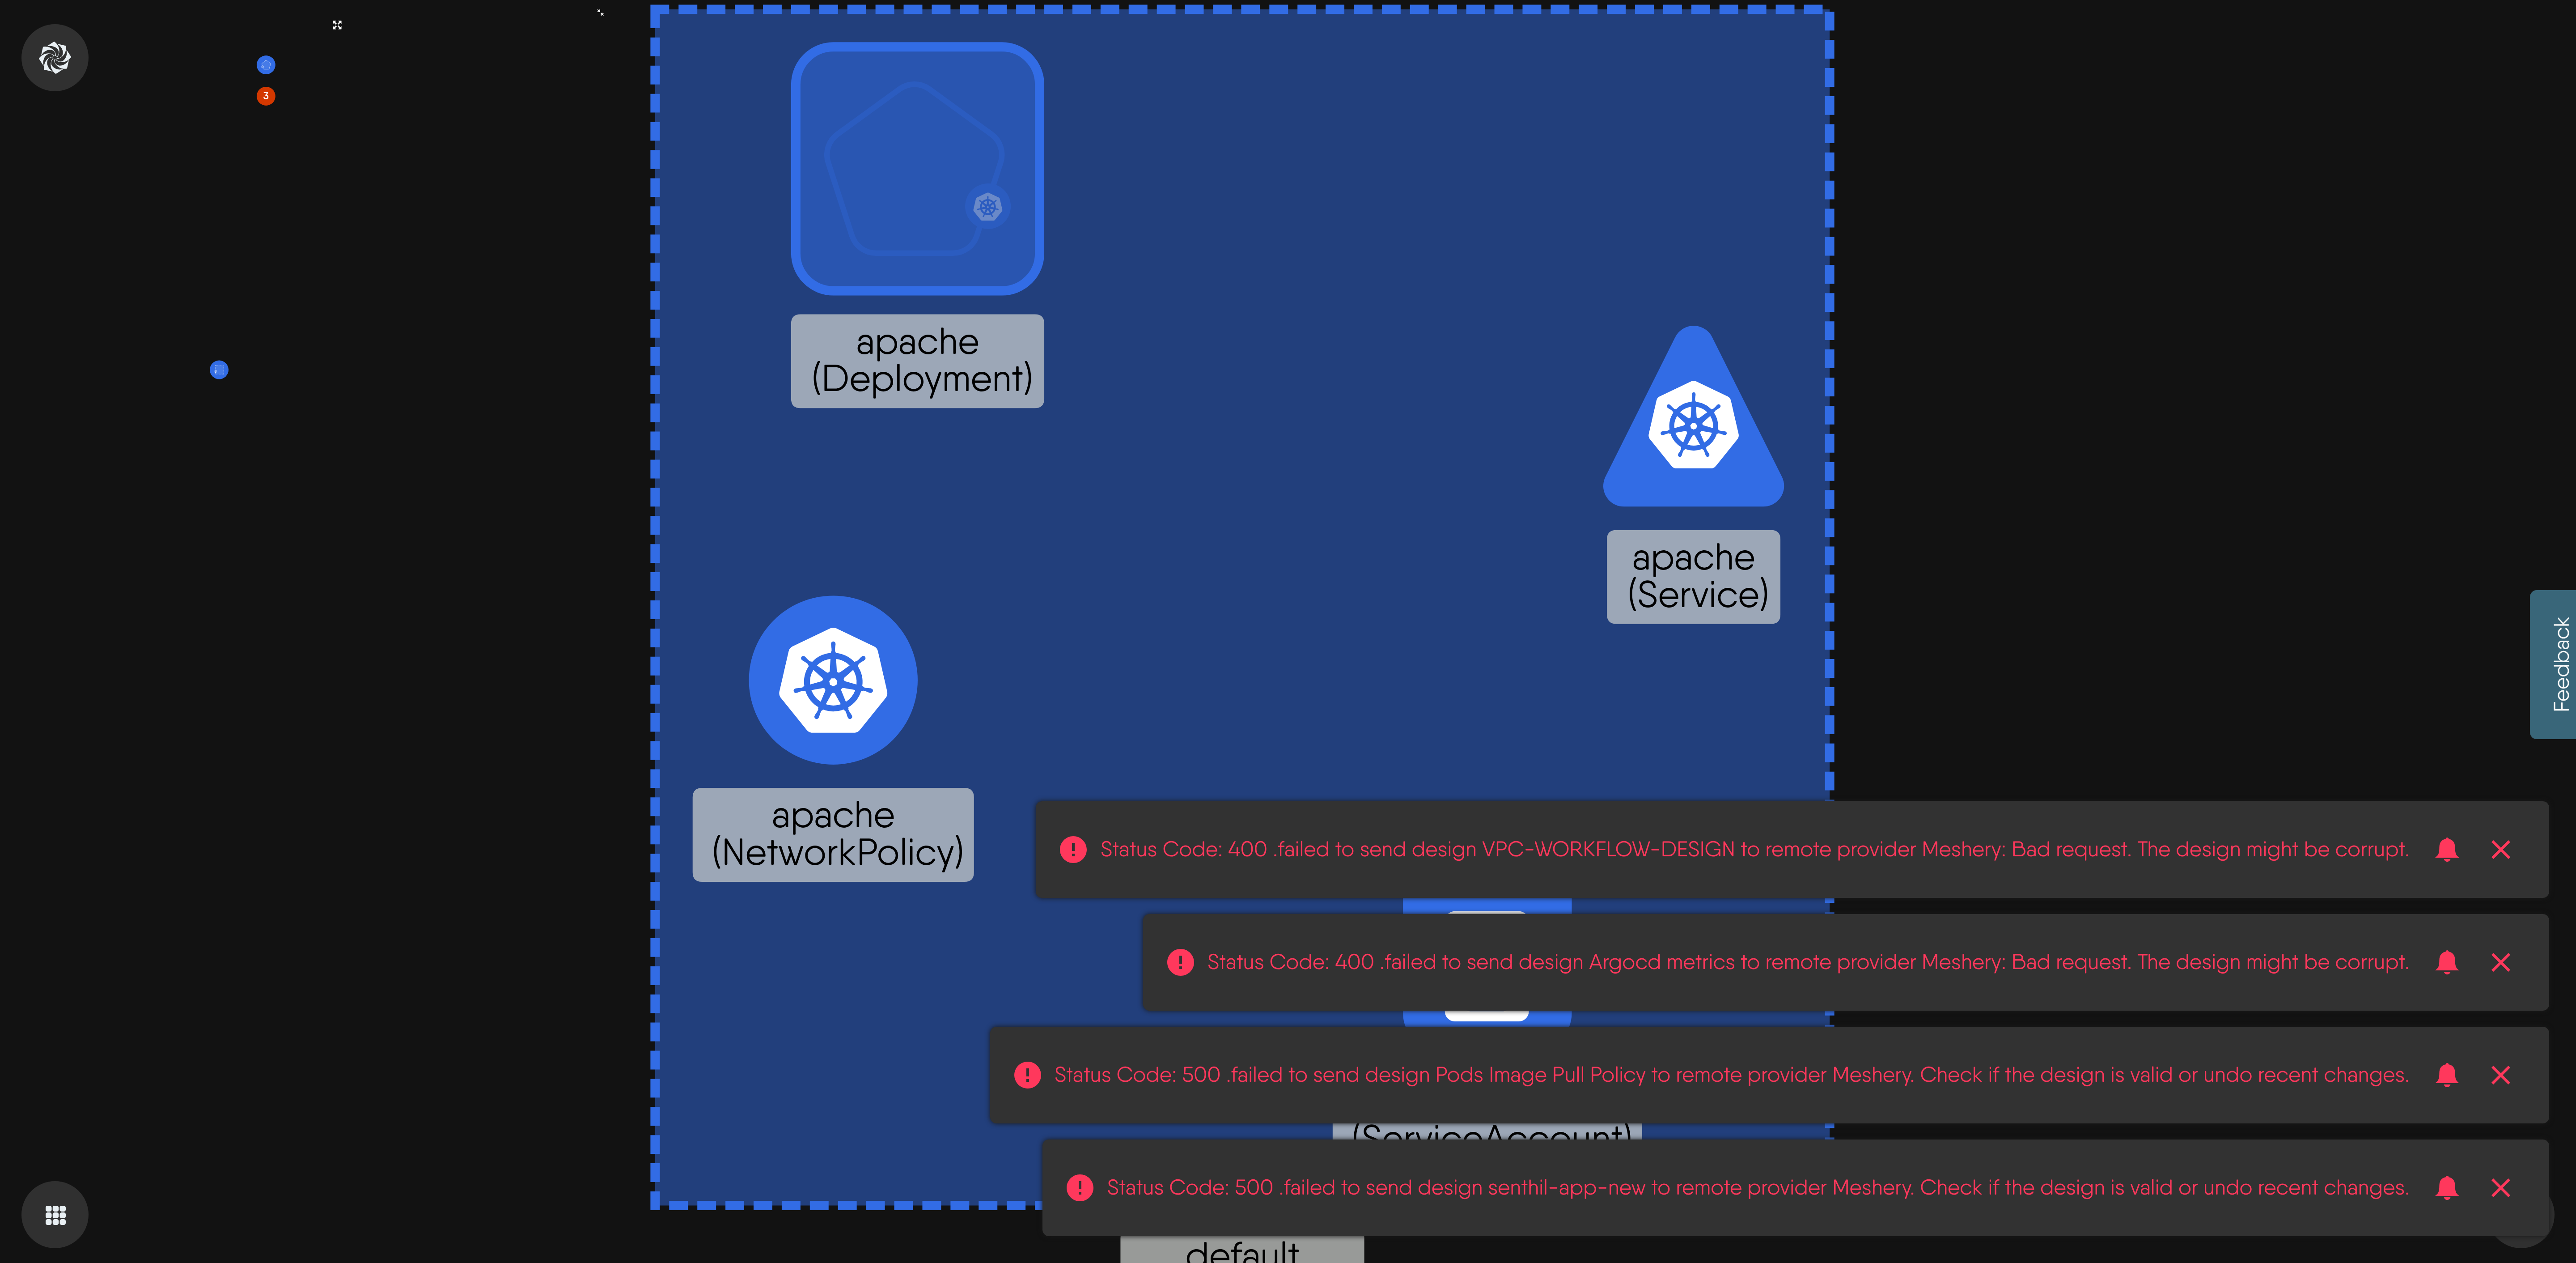 3
apache
(Deployment)
apache
(Service)
apache
(NetworkPolicy)
Status Code: 400 .failed to send design VPC-WORKFLOW-DESIGN to remote provider Meshery: Bad request. The design might be corrupt.
Status Code: 400 .failed to send design Argocd metrics to remote provider Meshery: Bad request. The design might be corrupt.
Status Code: 500 .failed to send design Pods Image Pull Policy to remote provider Meshery. Check if the design is valid or undo recent changes.
(ServiceAccount)
Status Code: 500 .failed to send design senthil-app-new to remote provider Meshery. Check if the design is valid or undo recent changes.
default
Feedback